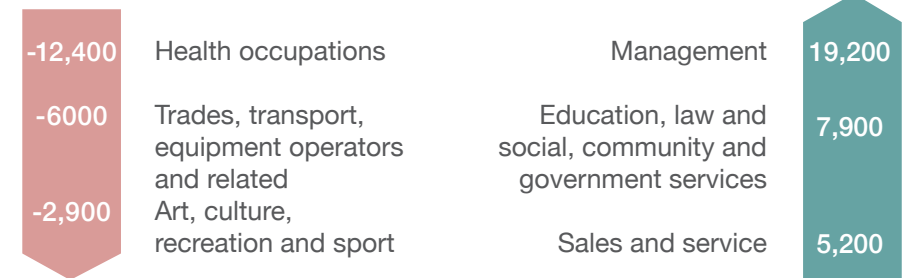 -12,400 Health occupations
-6000 Trades, transport,
equipment operators
and related
-2,900 Art, culture,
recreation and sport
Management 19,200
Education, law and 7,900
social, community and
government services
Sales and service 5,200